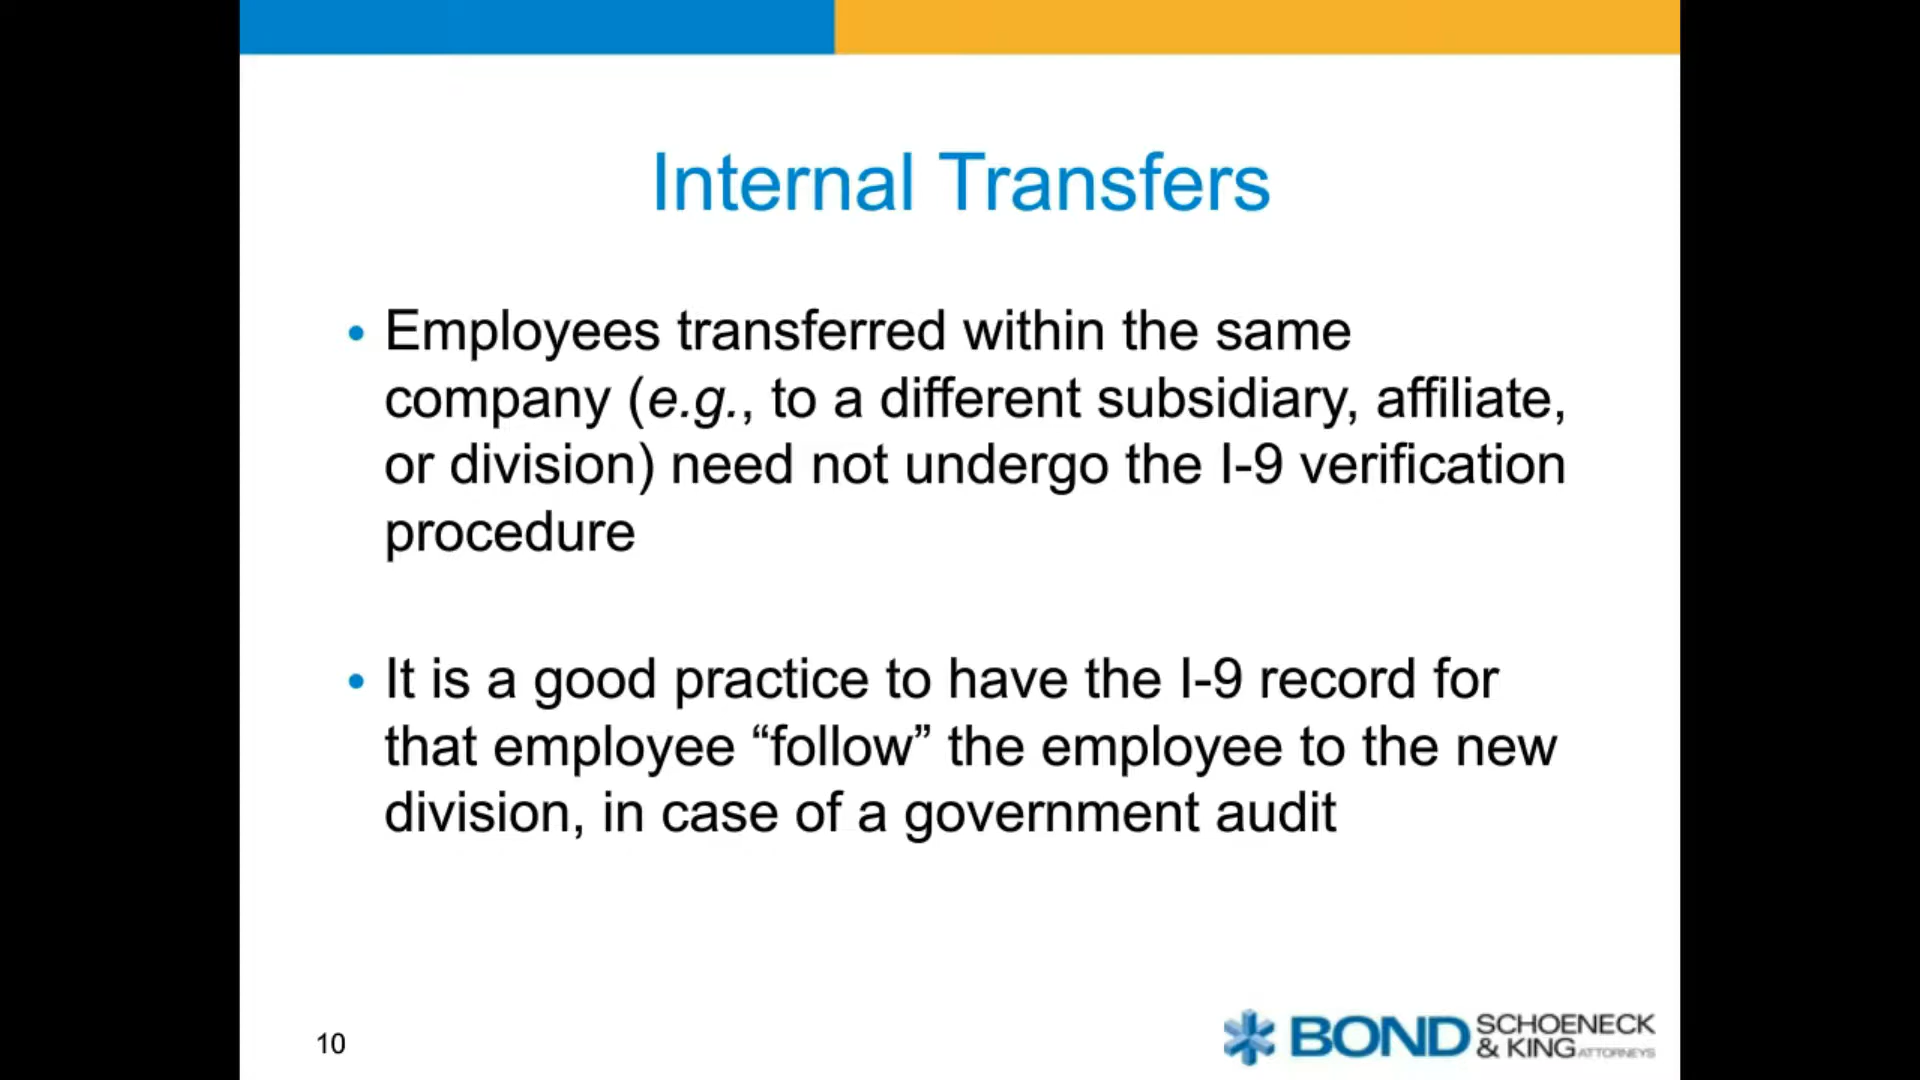 Internal Transfers
• Employees transferred within the same
company (e.g., to a different subsidiary, affiliate,
or division) need not undergo the I-9 verification
procedure
• It is a good practice to have the I-9 record for
that employee “follow” the employee to the new
division, in case of a government audit
10
BOND SCHOENECK
& KING ATTORNEYS